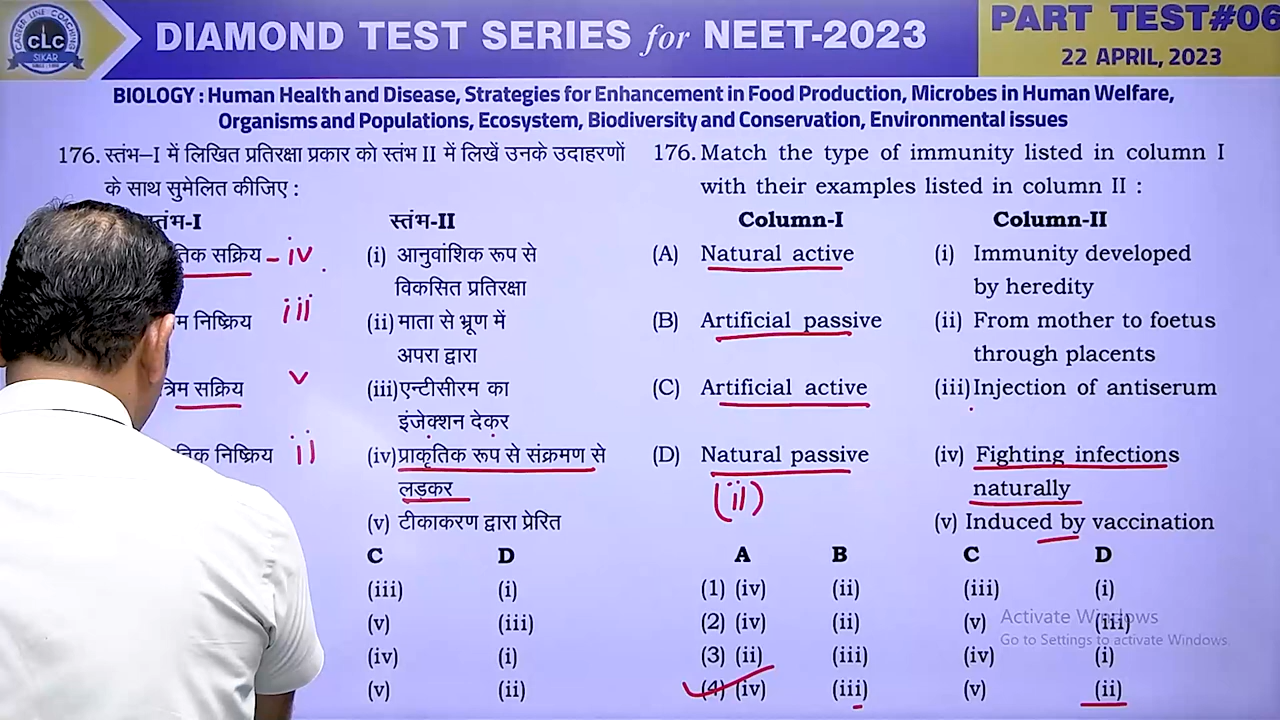 CAREER LINE COACHING
CLC
SIKAR
DIAMOND TEST SERIES for NEET-2023
PART TEST#06
22 APRIL, 2023
BIOLOGY : Human Health and Disease, Strategies for Enhancement in Food Production, Microbes in Human Welfare,
Organisms and Populations, Ecosystem, Biodiversity and Conservation, Environmental issues
176. स्तंभ–I में लिखित प्रतिरक्षा प्रकार को स्तंभ II में लिखें उनके उदाहरणों
के साथ सुमेलित कीजिए :
स्तंभ-I स्तंभ-II
तिक सक्रिय – iv (i) आनुवांशिक रूप से
विकसित प्रतिरक्षा
म निष्क्रिय iii (ii) माता से भ्रूण में
अपरा द्वारा
त्रिम सक्रिय v (iii) एन्टीसीरम का
इंजेक्शन देकर
तिक निष्क्रिय ii (iv) प्राकृतिक रूप से संक्रमण से
लड़कर
(v) टीकाकरण द्वारा प्रेरित
C D
(iii) (i)
(v) (iii)
(iv) (i)
(v) (ii)
176. Match the type of immunity listed in column I
with their examples listed in column II :
Column-I Column-II
(A) Natural active (i) Immunity developed
by heredity
(B) Artificial passive (ii) From mother to foetus
through placents
(C) Artificial active (iii) Injection of antiserum
(D) Natural passive (iv) Fighting infections
(ii) naturally
(v) Induced by vaccination
A B C D
(1) (iv) (ii) (iii) (i)
(2) (iv) (ii) (v) (iii)
(3) (ii) (iii) (iv) (i)
(4) (iv) (iii) (v) (ii)
Activate Windows
Go to Settings to activate Windows.